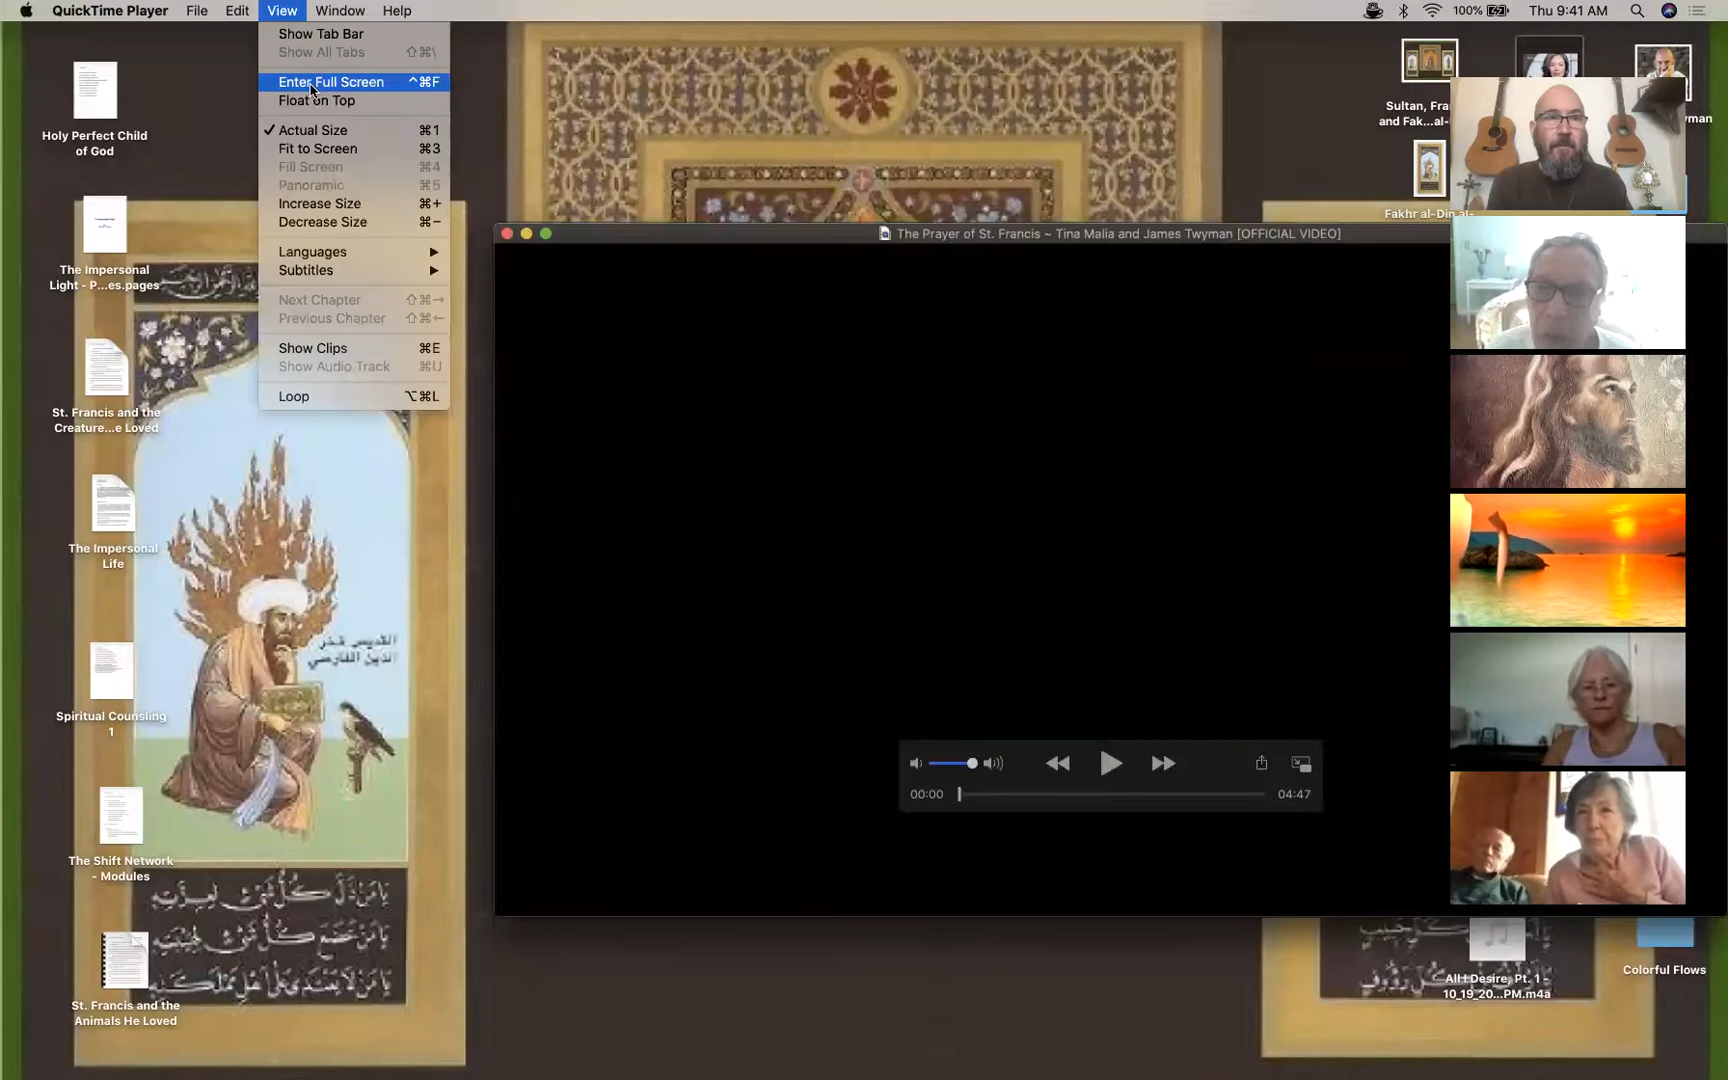 QuickTime Player File Edit View Window Help
100% Thu 9:41 AM
Show Tab Bar
Show All Tabs ⇧⌘\
Enter Full Screen ^⌘F
Float on Top
✓ Actual Size ⌘1
Fit to Screen ⌘3
Fill Screen ⌘4
Panoramic ⌘5
Increase Size ⌘+
Decrease Size ⌘−
Languages ▶
Subtitles ▶
Next Chapter ⇧⌘→
Previous Chapter ⇧⌘←
Show Clips ⌘E
Show Audio Track ⌘U
Loop ⌥⌘L
Holy Perfect Child
of God
The Impersonal
Light - P...es.pages
St. Francis and the
Creature...e Loved
The Impersonal
Life
Spiritual Counsling
1
The Shift Network
- Modules
St. Francis and the
Animals He Loved
The Prayer of St. Francis ~ Tina Malia and James Twyman [OFFICIAL VIDEO]
00:00
04:47
Sultan, Fra
and Fak...al-
yman
Fakhr al-Din al-
All H Desire, Pt. 1 -
10_19_20...PM.m4a
Colorful Flows